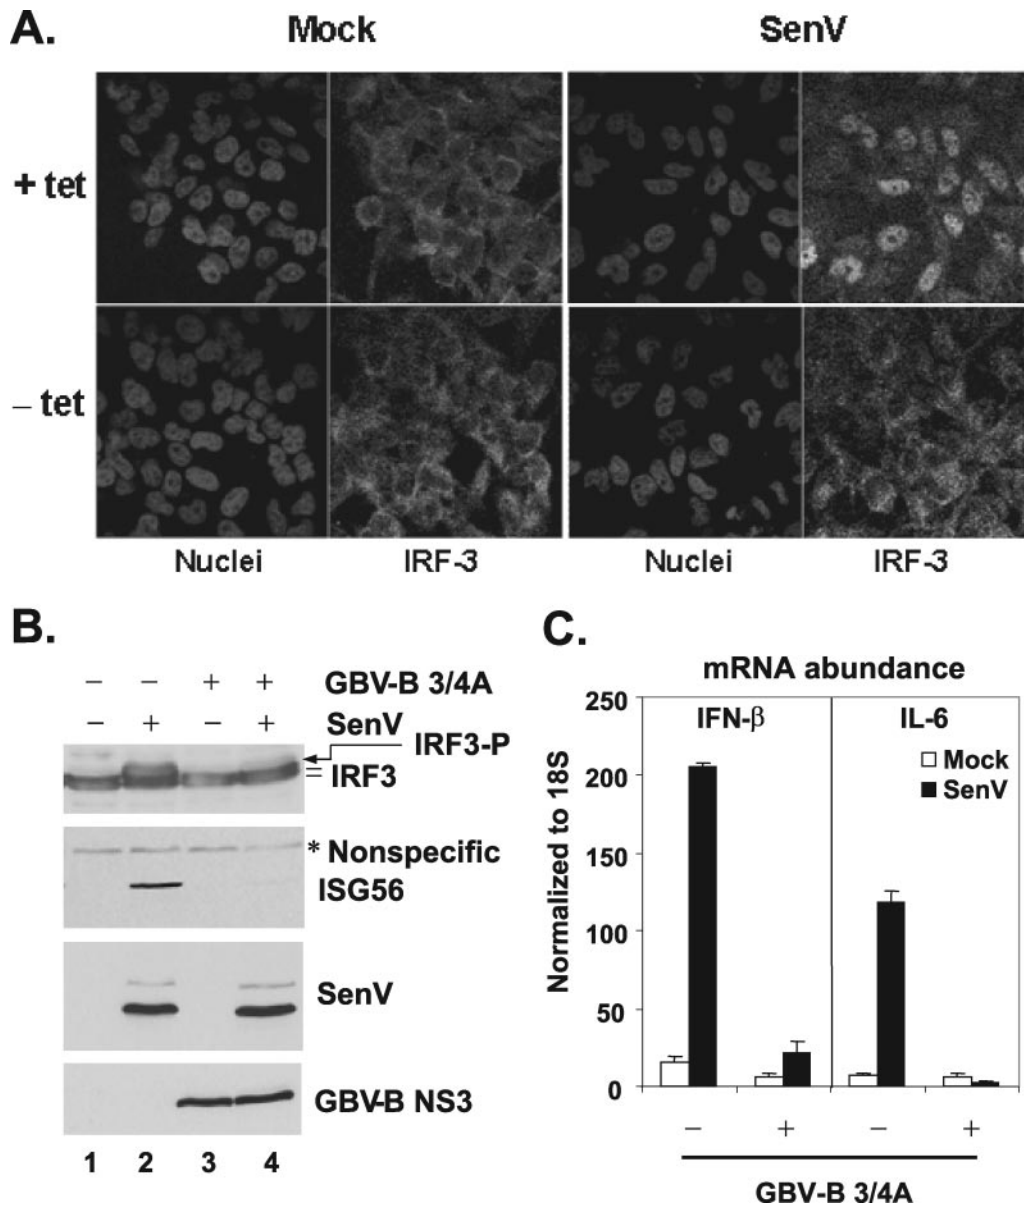 A.
Mock SenV
+ tet
− tet
Nuclei IRF-3 Nuclei IRF-3
B.
− − + + GBV-B 3/4A
− + − + SenV
IRF3-P
IRF3
* Nonspecific
ISG56
SenV
GBV-B NS3
1 2 3 4
C.
mRNA abundance
Normalized to 18S
250
200
150
100
50
0
IFN-β IL-6
Mock
SenV
− + − +
GBV-B 3/4A